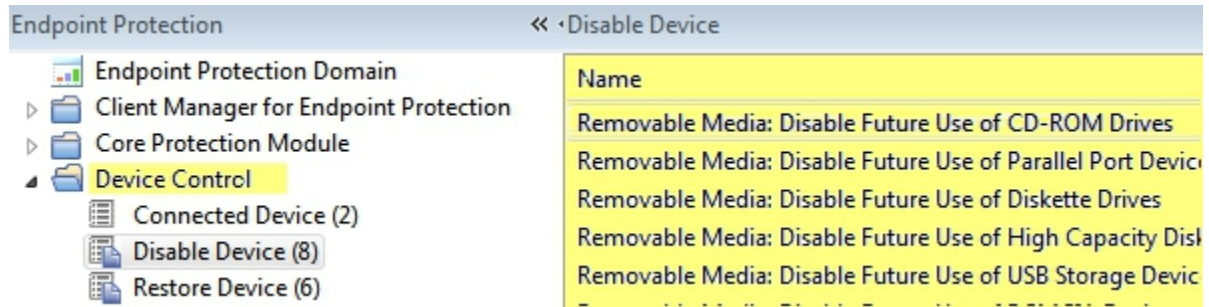 Endpoint Protection
Endpoint Protection Domain
Client Manager for Endpoint Protection
Core Protection Module
Device Control
Connected Device (2)
Disable Device (8)
Restore Device (6)
Disable Device
Name
Removable Media: Disable Future Use of CD-ROM Drives
Removable Media: Disable Future Use of Parallel Port
Removable Media: Disable Future Use of Diskette Drives
Removable Media: Disable Future Use of High Capacity
Removable Media: Disable Future Use of USB Storage